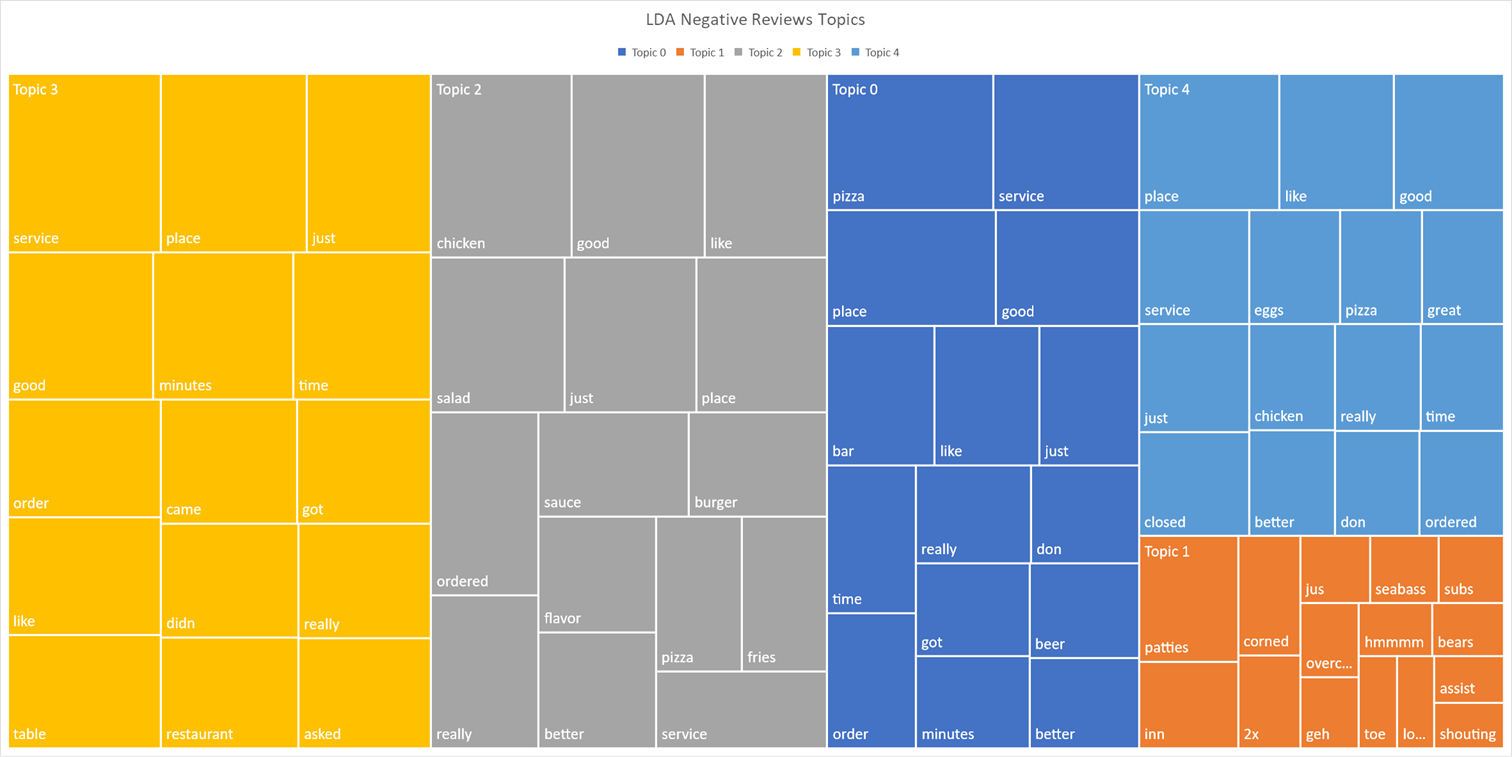 LDA Negative Reviews Topics
Topic 0 Topic 1 Topic 2 Topic 3 Topic 4
Topic 3
service place just
good minutes time
order came got
like didn really
table restaurant asked
Topic 2
chicken good like
salad just place
ordered
sauce burger
flavor
pizza fries
really better service
Topic 0
pizza service
place good
bar like just
time
really don
got beer
order minutes better
Topic 4
place like good
service eggs pizza great
just chicken really time
closed better don ordered
Topic 1
patties
corned
jus seabass subs
overc...
hmmmm bears
assist
inn 2x geh toe lo... shouting